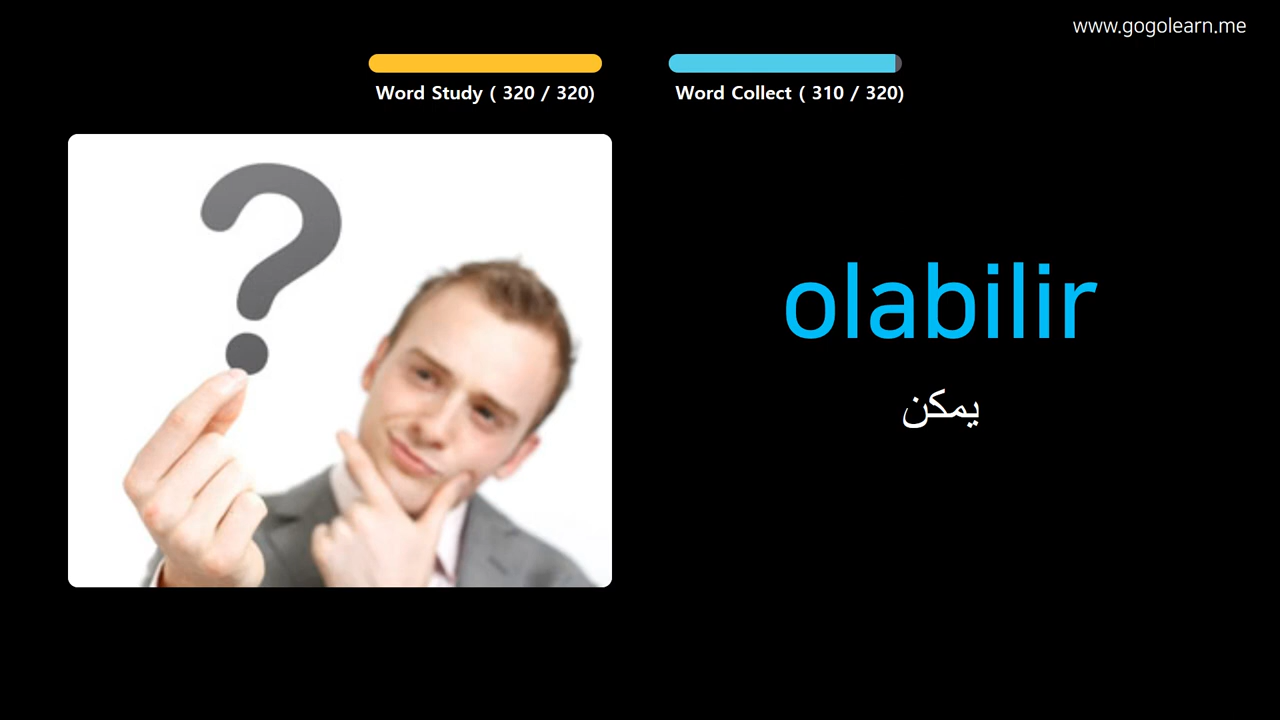 www.gogolearn.me
Word Study ( 320 / 320)
Word Collect ( 310 / 320)
olabilir
يمكن